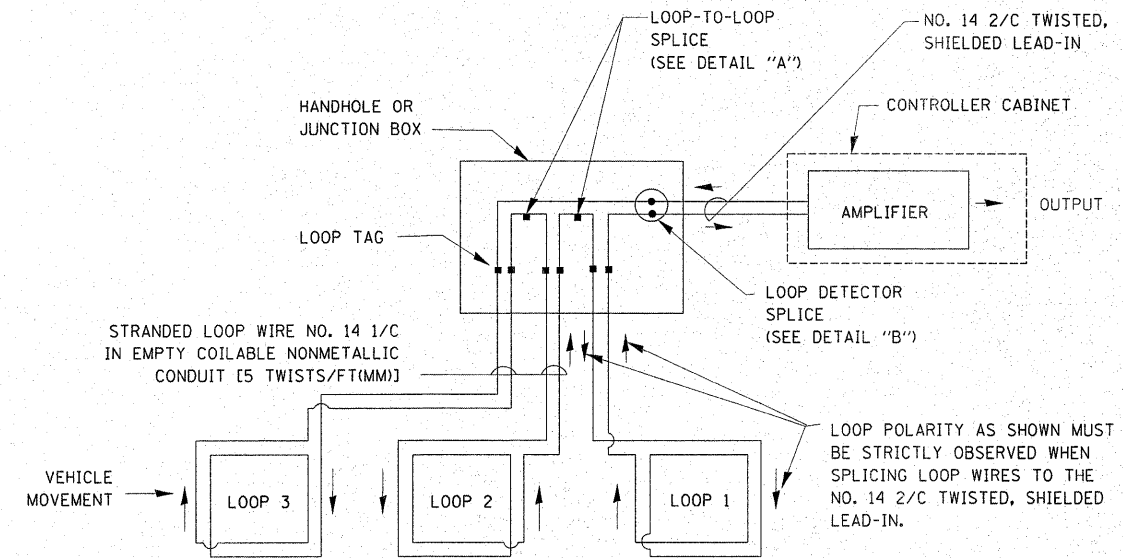 LOOP-TO-LOOP
SPLICE
(SEE DETAIL "A")
NO. 14 2/C TWISTED,
SHIELDED LEAD-IN
HANDHOLE OR
JUNCTION BOX
CONTROLLER CABINET
AMPLIFIER
OUTPUT
LOOP TAG
LOOP DETECTOR
SPLICE
(SEE DETAIL "B")
STRANDED LOOP WIRE NO. 14 1/C
IN EMPTY COILABLE NONMETALLIC
CONDUIT [5 TWISTS/FT(MM)]
LOOP POLARITY AS SHOWN MUST
BE STRICTLY OBSERVED WHEN
SPLICING LOOP WIRES TO THE
NO. 14 2/C TWISTED, SHIELDED
LEAD-IN.
VEHICLE
MOVEMENT
LOOP 3
LOOP 2
LOOP 1